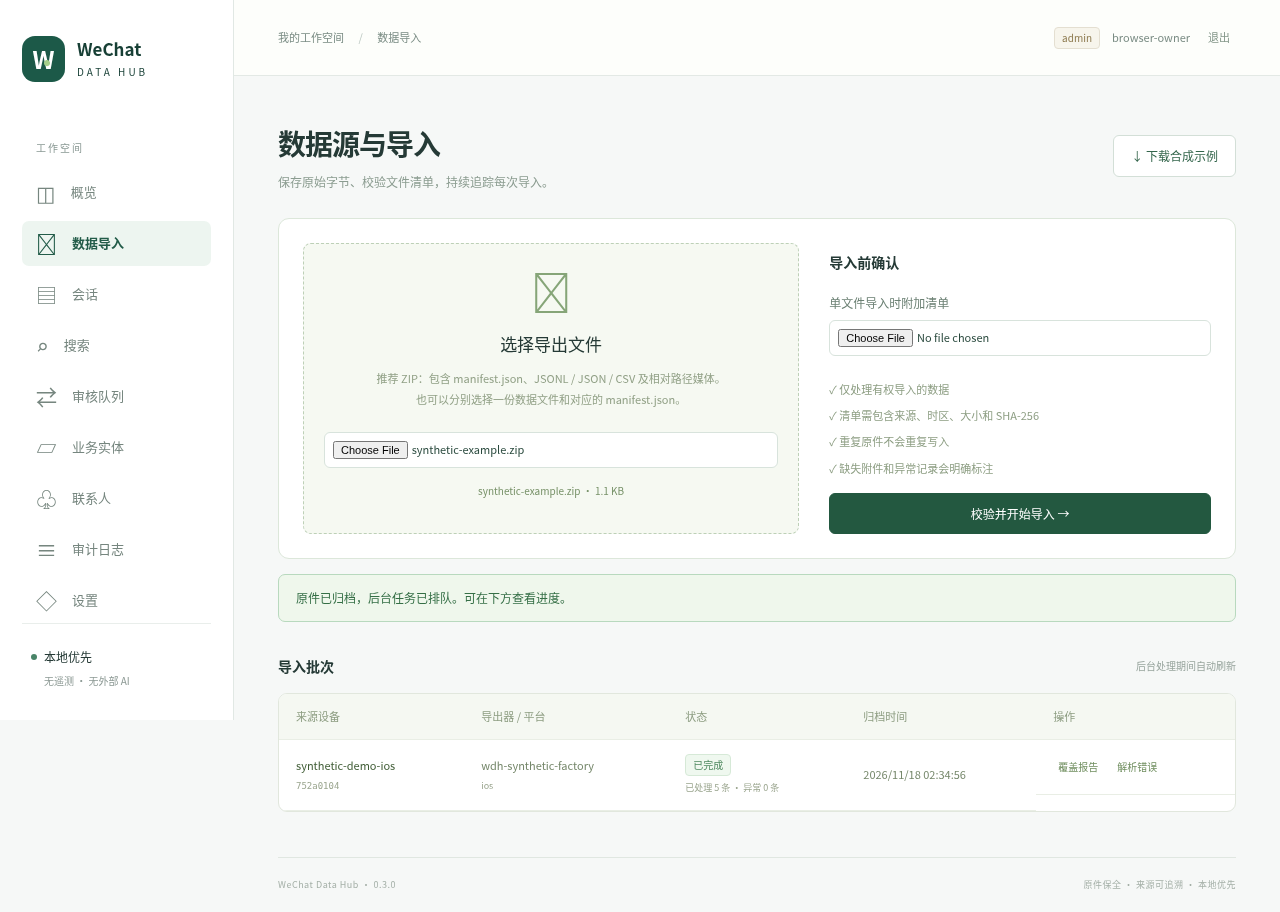 W
WeChat
DATA HUB
工作空间
概览
数据导入
会话
搜索
审核队列
业务实体
联系人
审计日志
设置
本地优先
无遥测 · 无外部 AI
我的工作空间 / 数据导入
admin browser-owner 退出
数据源与导入
保存原始字节、校验文件清单，持续追踪每次导入。
↓ 下载合成示例
选择导出文件
推荐 ZIP：包含 manifest.json、JSONL / JSON / CSV 及相对路径媒体。
也可以分别选择一份数据文件和对应的 manifest.json。
Choose File synthetic-example.zip
synthetic-example.zip · 1.1 KB
导入前确认
单文件导入时附加清单
Choose File No file chosen
✓ 仅处理有权导入的数据
✓ 清单需包含来源、时区、大小和 SHA-256
✓ 重复原件不会重复写入
✓ 缺失附件和异常记录会明确标注
校验并开始导入 →
原件已归档，后台任务已排队。可在下方查看进度。
导入批次
后台处理期间自动刷新
来源设备 导出器 / 平台 状态 归档时间 操作
synthetic-demo-ios wdh-synthetic-factory 已完成 2026/11/18 02:34:56 覆盖报告 解析错误
752a0104 ios 已处理 5 条 · 异常 0 条
WeChat Data Hub · 0.3.0
原件保全 · 来源可追溯 · 本地优先